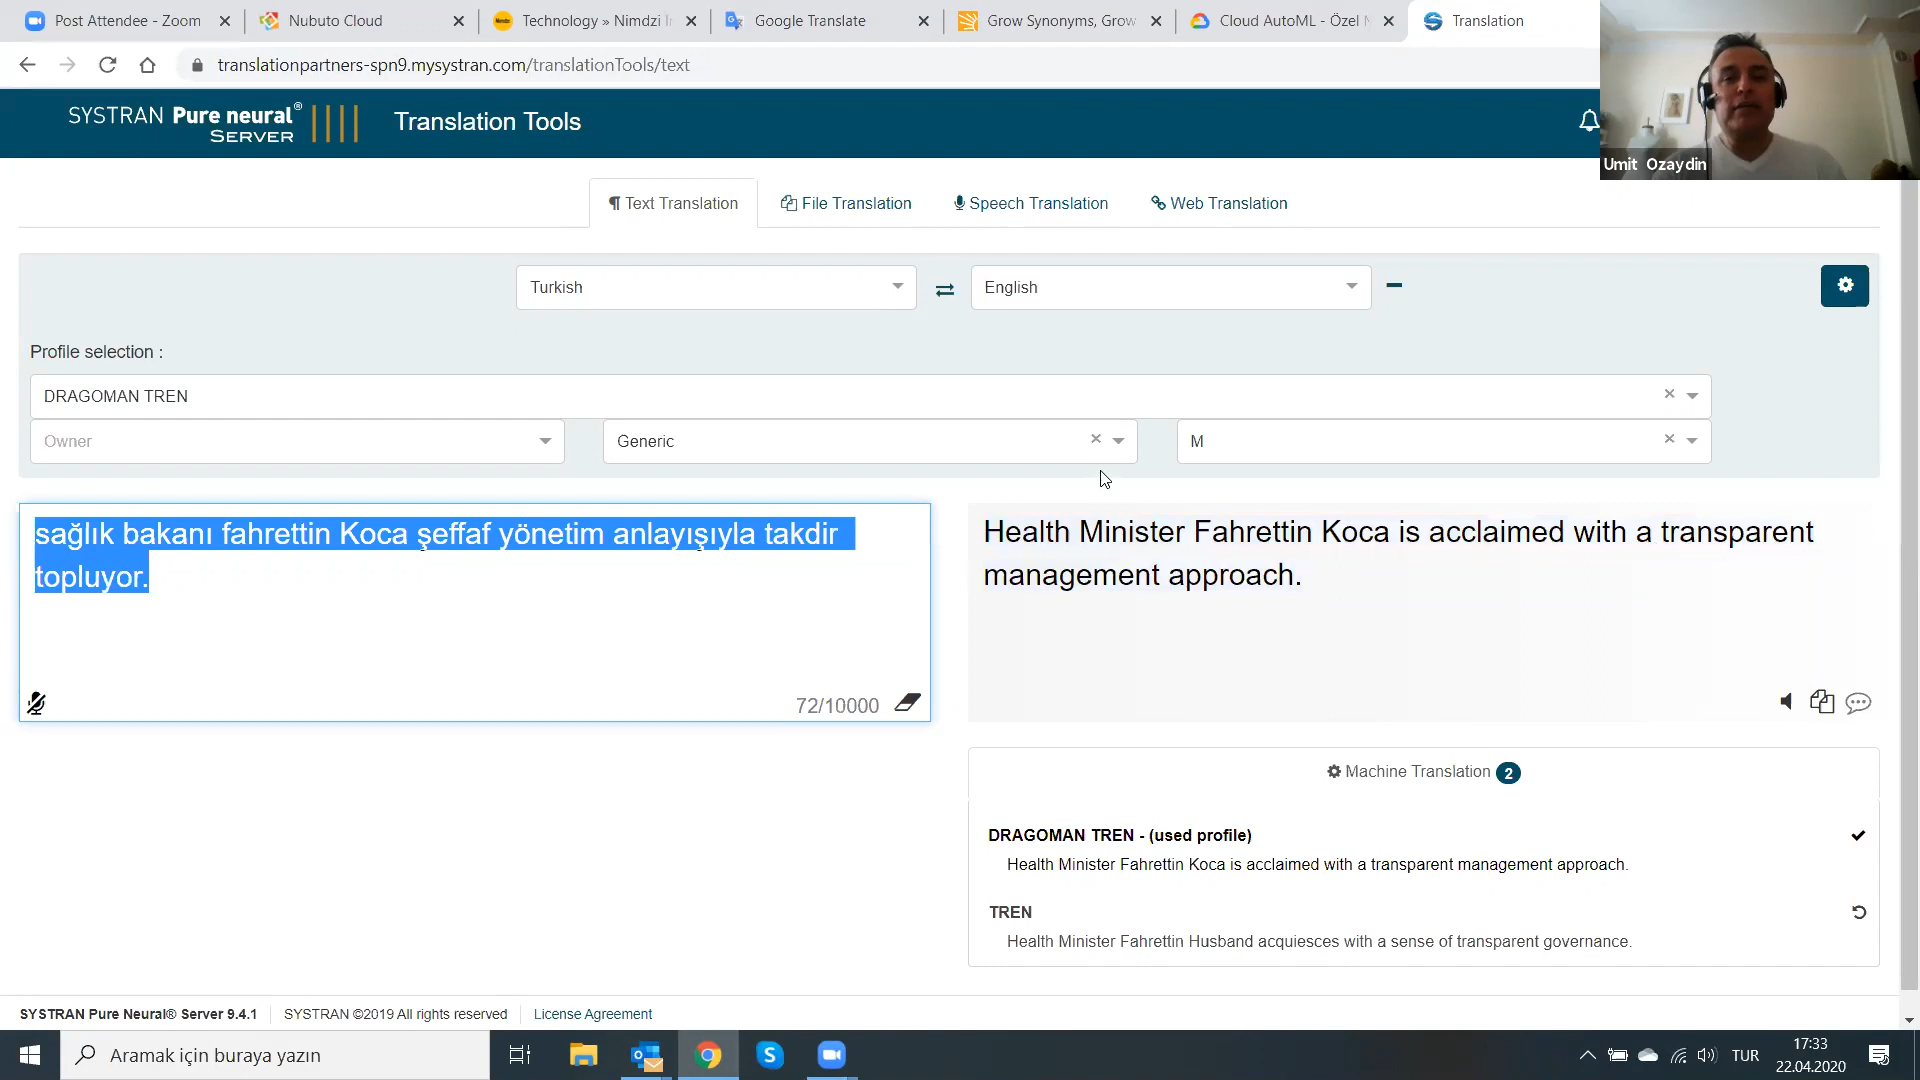 Post Attendee - Zoom
Nubuto Cloud
Technology » Nimdzi I
Google Translate
Grow Synonyms, Grow
Cloud AutoML - Özel
Translation
translationpartners-spn9.mysystran.com/translationTools/text
SYSTRAN Pure neural®
SERVER
Translation Tools
Umit Ozaydin
Text Translation
File Translation
Speech Translation
Web Translation
Turkish
English
Profile selection :
DRAGOMAN TREN
Owner
Generic
M
sağlık bakanı fahrettin Koca şeffaf yönetim anlayışıyla takdir
topluyor.
72/10000
Health Minister Fahrettin Koca is acclaimed with a transparent
management approach.
Machine Translation 2
DRAGOMAN TREN - (used profile)
Health Minister Fahrettin Koca is acclaimed with a transparent management approach.
TREN
Health Minister Fahrettin Husband acquiesces with a sense of transparent governance.
SYSTRAN Pure Neural® Server 9.4.1
SYSTRAN ©2019 All rights reserved
License Agreement
Aramak için buraya yazın
TUR
17:33
22.04.2020